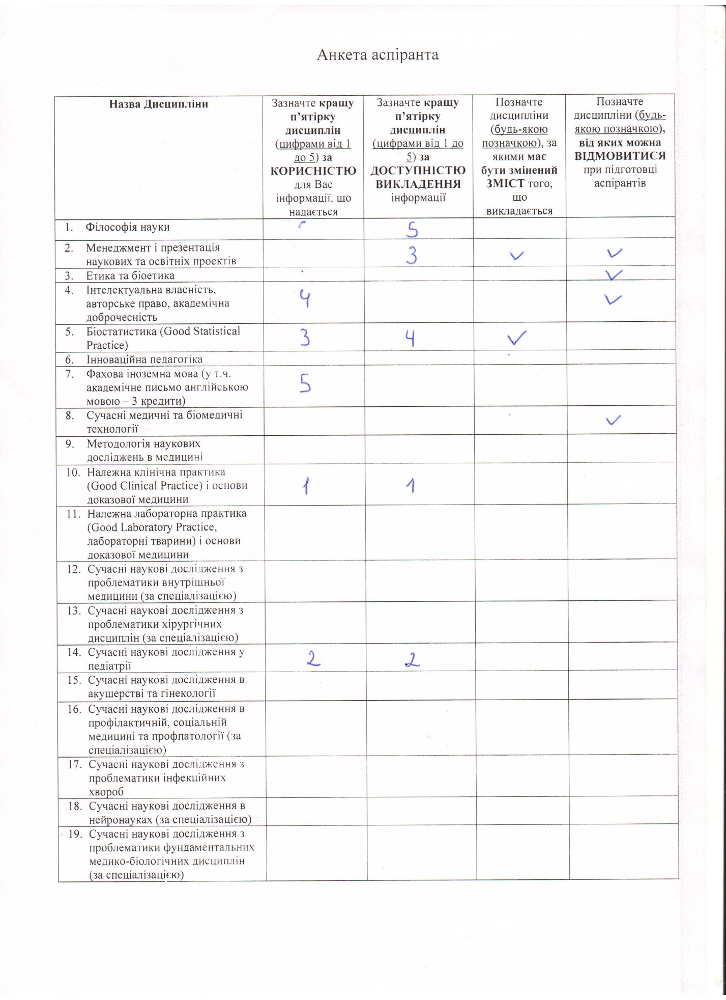 Анкета аспіранта
Назва Дисципліни
Зазначте кращу
п’ятірку
дисциплін
(цифрами від 1
до 5) за
КОРИСНІСТЮ
для Вас
інформації, що
надається
Зазначте кращу
п’ятірку
дисциплін
(цифрами від 1 до
5) за
ДОСТУПНІСТЮ
ВИКЛАДЕННЯ
інформації
Позначте
дисципліни
(будь-якою
позначкою), за
якими має
бути змінений
ЗМІСТ того,
що
викладається
Позначте
дисципліни (будь-
якою позначкою),
від яких можна
ВІДМОВИТИСЯ
при підготовці
аспірантів
1. Філософія науки
5
2. Менеджмент і презентація
наукових та освітніх проектів
3 ✓ ✓
3. Етика та біоетика
✓
4. Інтелектуальна власність,
авторське право, академічна
доброчесність
4 ✓
5. Біостатистика (Good Statistical
Practice)
3 4 ✓
6. Інноваційна педагогіка
7. Фахова іноземна мова (у т.ч.
академічне письмо англійською
мовою – 3 кредити)
5
8. Сучасні медичні та біомедичні
технології
✓
9. Методологія наукових
досліджень в медицині
10. Належна клінічна практика
(Good Clinical Practice) і основи
доказової медицини
1 1
11. Належна лабораторна практика
(Good Laboratory Practice,
лабораторні тварини) і основи
доказової медицини
12. Сучасні наукові дослідження з
проблематики внутрішньої
медицини (за спеціалізацією)
13. Сучасні наукові дослідження з
проблематики хірургічних
дисциплін (за спеціалізацією)
14. Сучасні наукові дослідження у
педіатрії
2 2
15. Сучасні наукові дослідження в
акушерстві та гінекології
16. Сучасні наукові дослідження в
профілактичній, соціальній
медицині та профпатології (за
спеціалізацією)
17. Сучасні наукові дослідження з
проблематики інфекційних
хвороб
18. Сучасні наукові дослідження в
нейронауках (за спеціалізацією)
19. Сучасні наукові дослідження з
проблематики фундаментальних
медико-біологічних дисциплін
(за спеціалізацією)